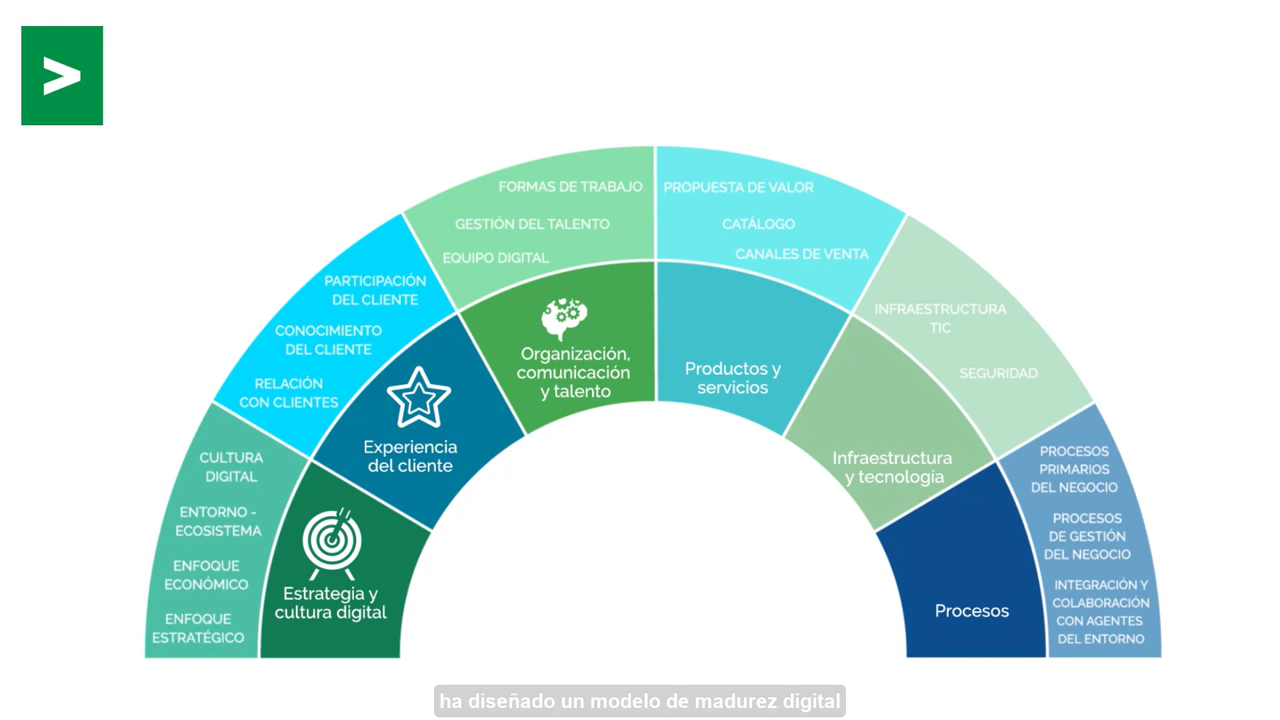 >
FORMAS DE TRABAJO
GESTIÓN DEL TALENTO
EQUIPO DIGITAL
PROPUESTA DE VALOR
CATÁLOGO
CANALES DE VENTA
PARTICIPACIÓN
DEL CLIENTE
CONOCIMIENTO
DEL CLIENTE
RELACIÓN
CON CLIENTES
Organización,
comunicación
y talento
Productos y
servicios
INFRAESTRUCTURA
TIC
SEGURIDAD
Experiencia
del cliente
Infraestructura
y tecnología
CULTURA
DIGITAL
ENTORNO -
ECOSISTEMA
ENFOQUE
ECONÓMICO
ENFOQUE
ESTRATÉGICO
Estrategia y
cultura digital
Procesos
PROCESOS
PRIMARIOS
DEL NEGOCIO
PROCESOS
DE GESTIÓN
DEL NEGOCIO
INTEGRACIÓN Y
COLABORACIÓN
CON AGENTES
DEL ENTORNO
ha diseñado un modelo de madurez digital